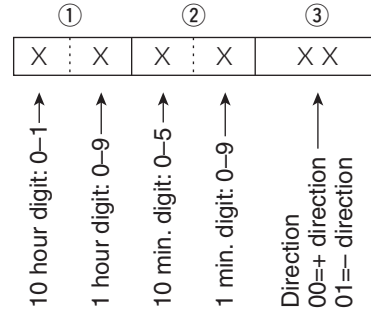 ① ② ③
X X X X X X
10 hour digit: 0–1
1 hour digit: 0–9
10 min. digit: 0–5
1 min. digit: 0–9
Direction
00=+ direction
01=– direction